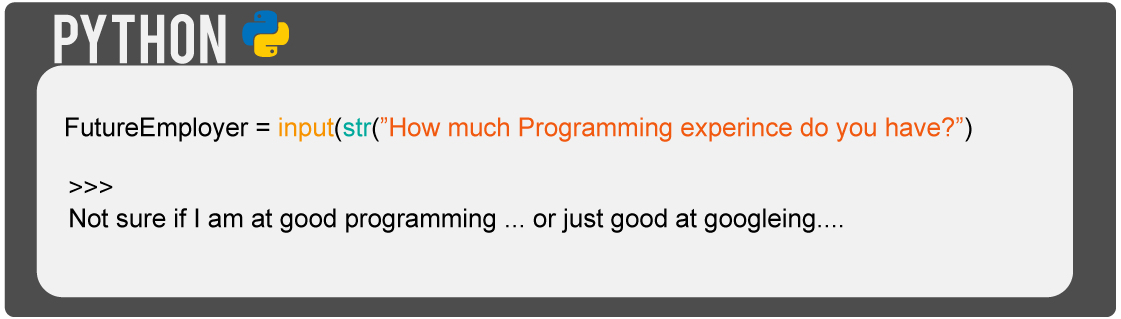 PYTHON
FutureEmployer = input(str(”How much Programming experince do you have?”)
>>>
Not sure if I am at good programming ... or just good at googleing....